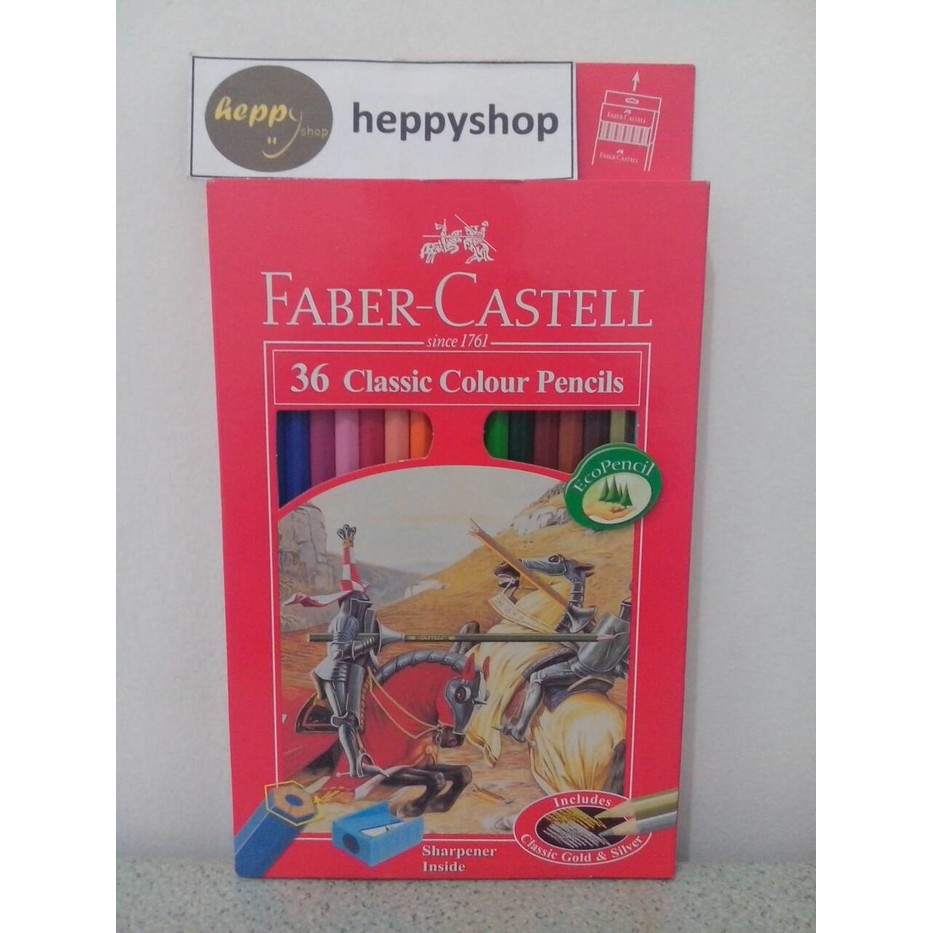 heppy
shop
heppyshop
FABER-CASTELL
FABER-CASTELL
FABER-CASTELL
since 1761
36 Classic Colour Pencils
EcoPencil
Includes
Classic Gold & Silver
Sharpener
Inside